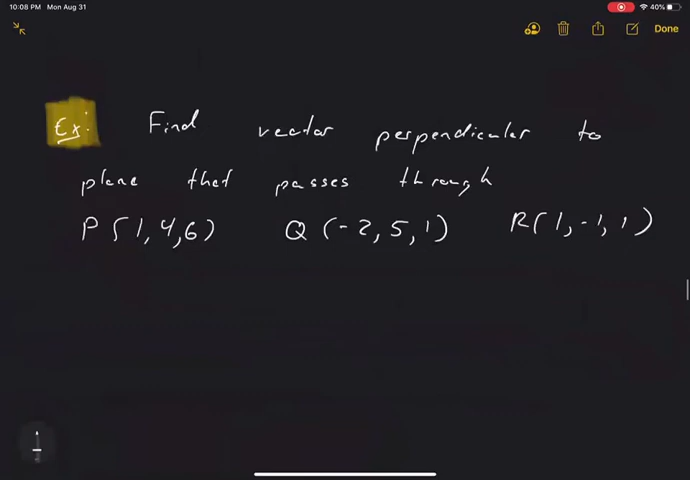 10:08 PM Mon Aug 31 40%
Done
Ex: Find vector perpendicular to
plane that passes through
P(1,4,6) Q(-2,5,1) R(1,-1,1)